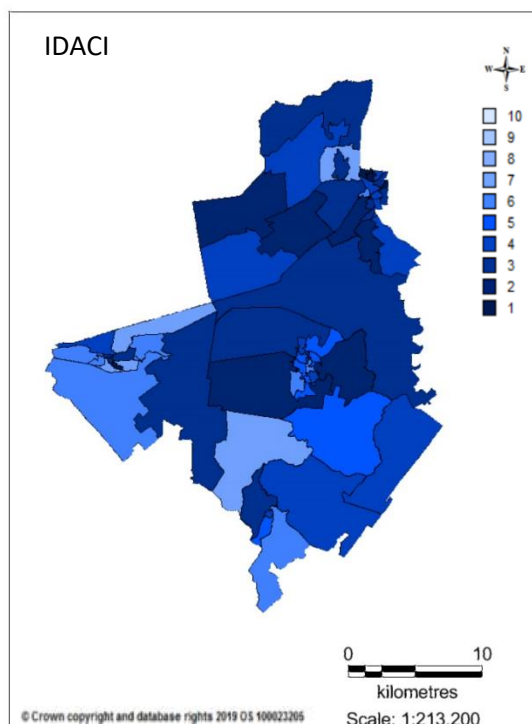 IDACI
N
W E
S
10
9
8
7
6
5
4
3
2
1
0 10
kilometres
Scale: 1:213,200
© Crown copyright and database rights 2019 OS 100023205